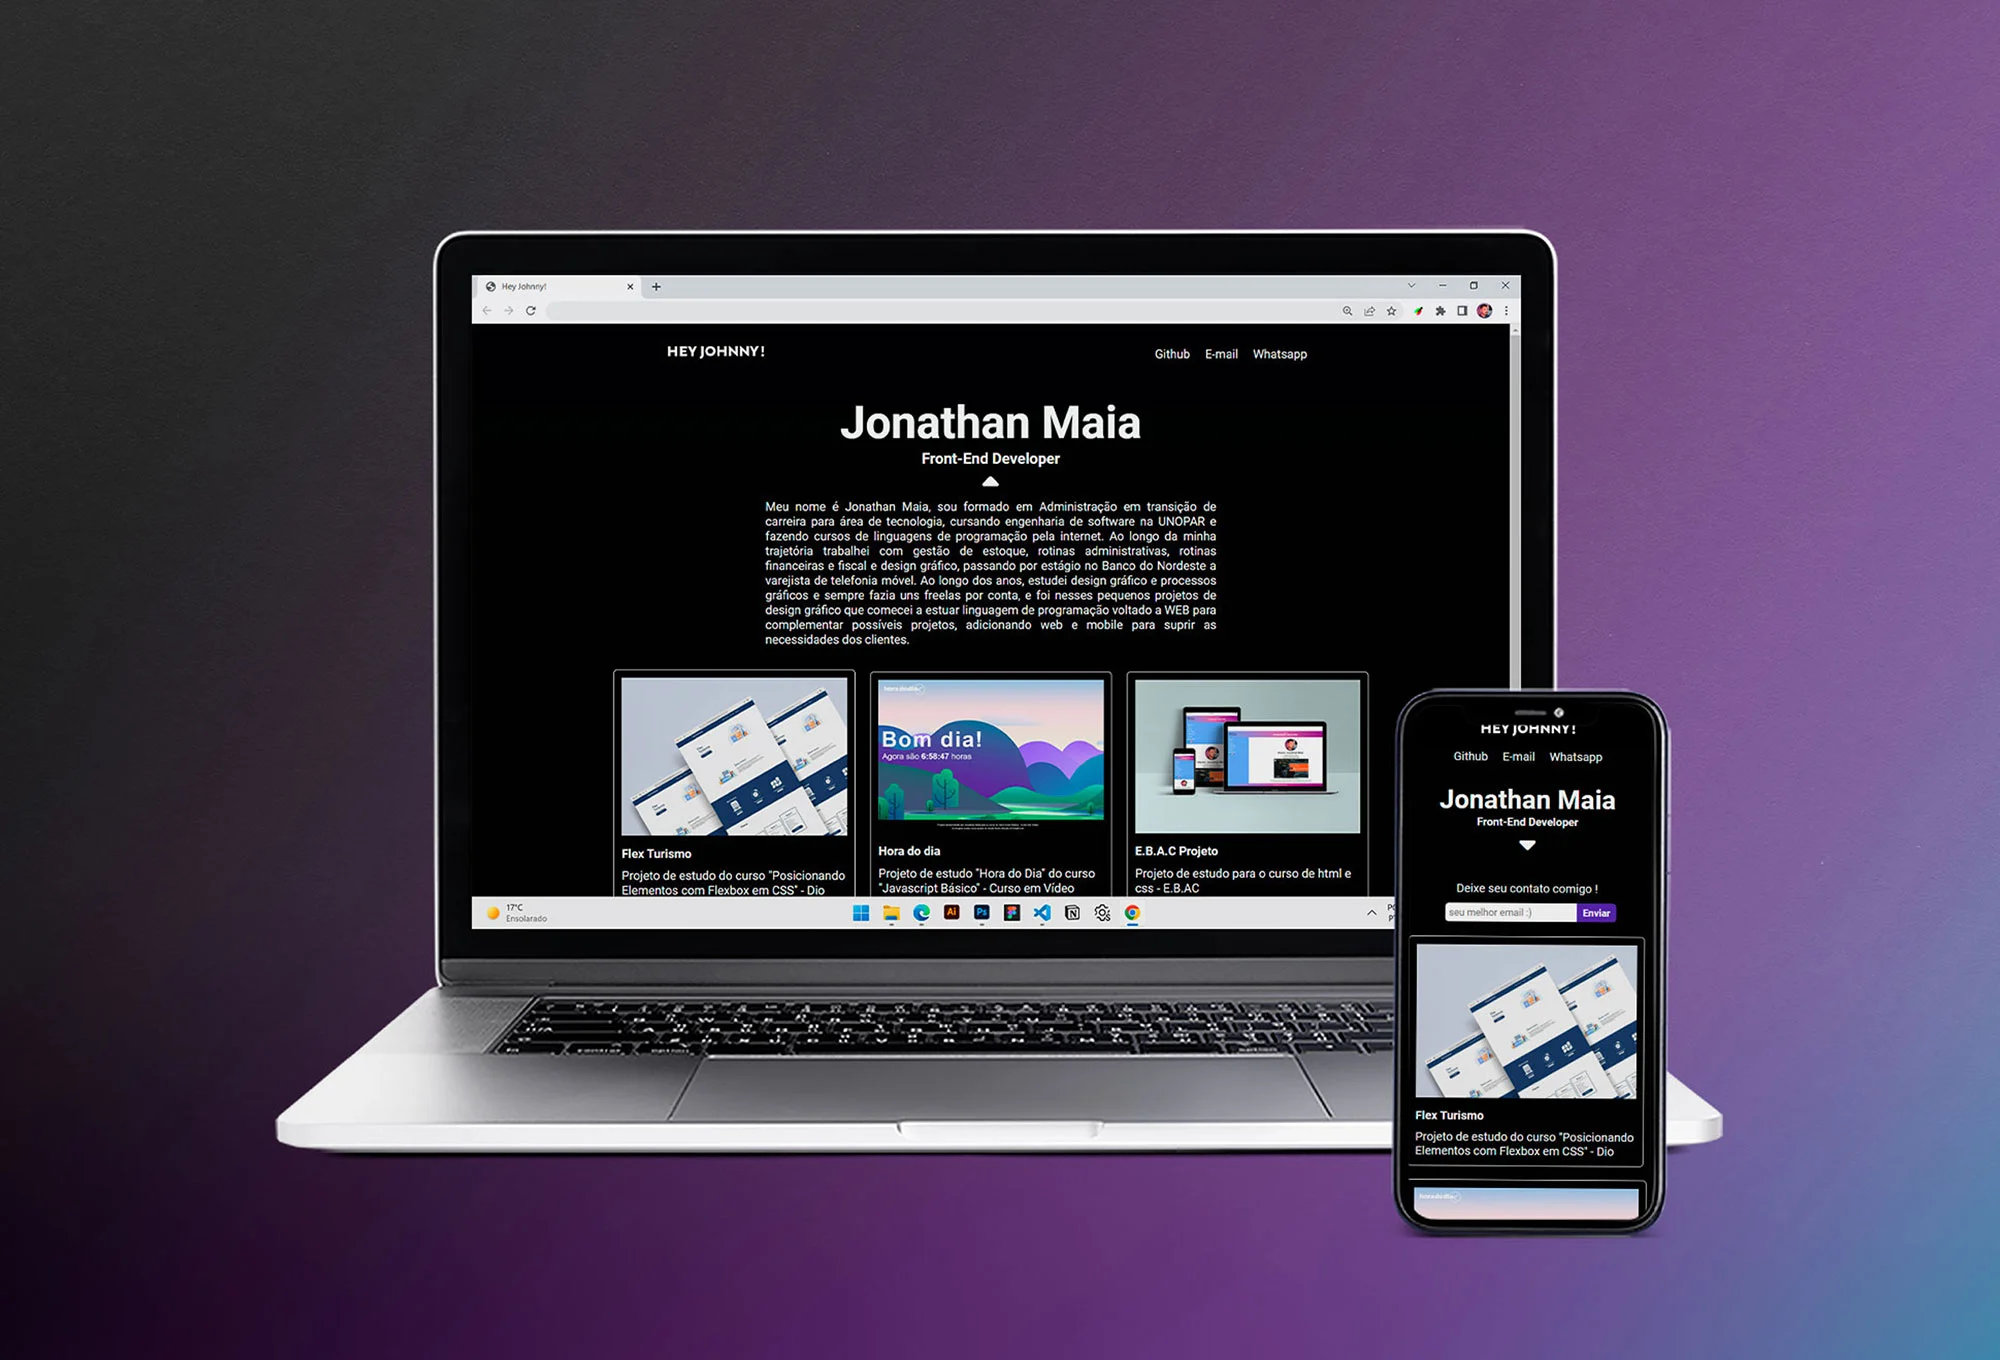 Hey Johnny!
HEY JOHNNY!
Github E-mail Whatsapp
Jonathan Maia
Front-End Developer
Meu nome é Jonathan Maia, sou formado em Administração em transição de
carreira para área de tecnologia, cursando engenharia de software na UNOPAR e
fazendo cursos de linguagens de programação pela internet. Ao longo da minha
trajetória trabalhei com gestão de estoque, rotinas administrativas, rotinas
financeiras e fiscal e design gráfico, passando por estágio no Banco do Nordeste a
varejista de telefonia móvel. Ao longo dos anos, estudei design gráfico e processos
gráficos e sempre fazia uns freelas por conta, e foi nesses pequenos projetos de
design gráfico que comecei a estuar linguagem de programação voltado a WEB para
complementar possíveis projetos, adicionando web e mobile para suprir as
necessidades dos clientes.
Bom dia!
Agora são 6:58:47 horas
Flex Turismo
Projeto de estudo do curso "Posicionando
Elementos com Flexbox em CSS" - Dio
Hora do dia
Projeto de estudo "Hora do Dia" do curso
"Javascript Básico" - Curso em Vídeo
E.B.A.C Projeto
Projeto de estudo para o curso de html e
css - E.B.AC
17°C
Ensolarado
Ai
Ps
N
HEY JOHNNY!
Github E-mail Whatsapp
Jonathan Maia
Front-End Developer
Deixe seu contato comigo !
seu melhor email :) Enviar
Flex Turismo
Projeto de estudo do curso "Posicionando
Elementos com Flexbox em CSS" - Dio